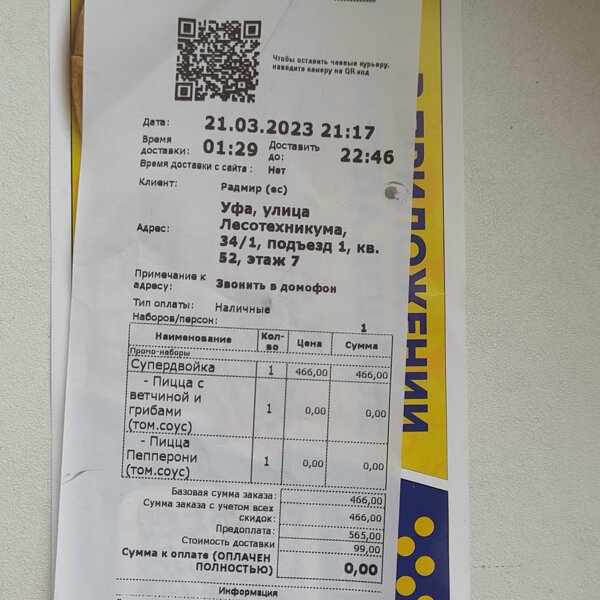 Чтобы оставить чаевые курьеру,
наведите камеру на QR-код
Дата: 21.03.2023 21:17
Время доставки: 01:29 Доставить до: 22:46
Время доставки с сайта : Нет
Клиент: Радмир (ес)
Адрес: Уфа, улица
Лесотехникума,
34/1, подъезд 1, кв.
52, этаж 7
Примечание к адресу: Звонить в домофон
Тип оплаты: Наличные
Наборов/персон: 1
Наименование Кол-во Цена Сумма
Промо-наборы
Супердвойка 1 466,00 466,00
- Пицца с
ветчиной и
грибами
(том.соус) 1 0,00 0,00
- Пицца
Пепперони
(том.соус) 1 0,00 0,00
Базовая сумма заказа: 466,00
Сумма заказа с учетом всех
скидок: 466,00
Предоплата: 565,00
Стоимость доставки 99,00
Сумма к оплате (ОПЛАЧЕН
ПОЛНОСТЬЮ) 0,00
Информация
ПРИЛОЖЕНИИ